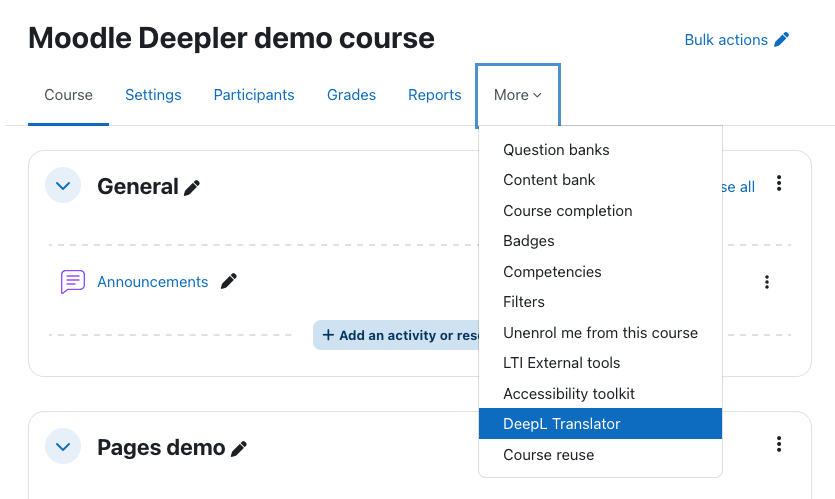 Moodle Deepler demo course
Bulk actions
Course Settings Participants Grades Reports More
Question banks
Content bank
Course completion
Badges
Competencies
Filters
Unenrol me from this course
LTI External tools
Accessibility toolkit
DeepL Translator
Course reuse
General
all
Announcements
+ Add an activity or
Pages demo